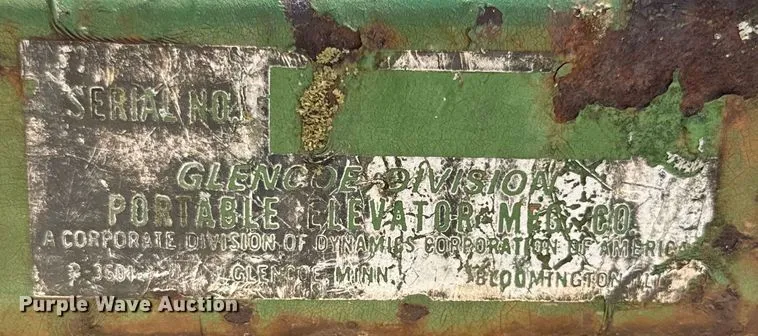 SERIAL NO.
GLENCOE DIVISION
PORTABLE ELEVATOR MFG. CO.
A CORPORATE DIVISION OF DYNAMICS CORPORATION OF AMERICA
GLENCOE MINN. BLOOMINGTON ILL.
Purple Wave Auction